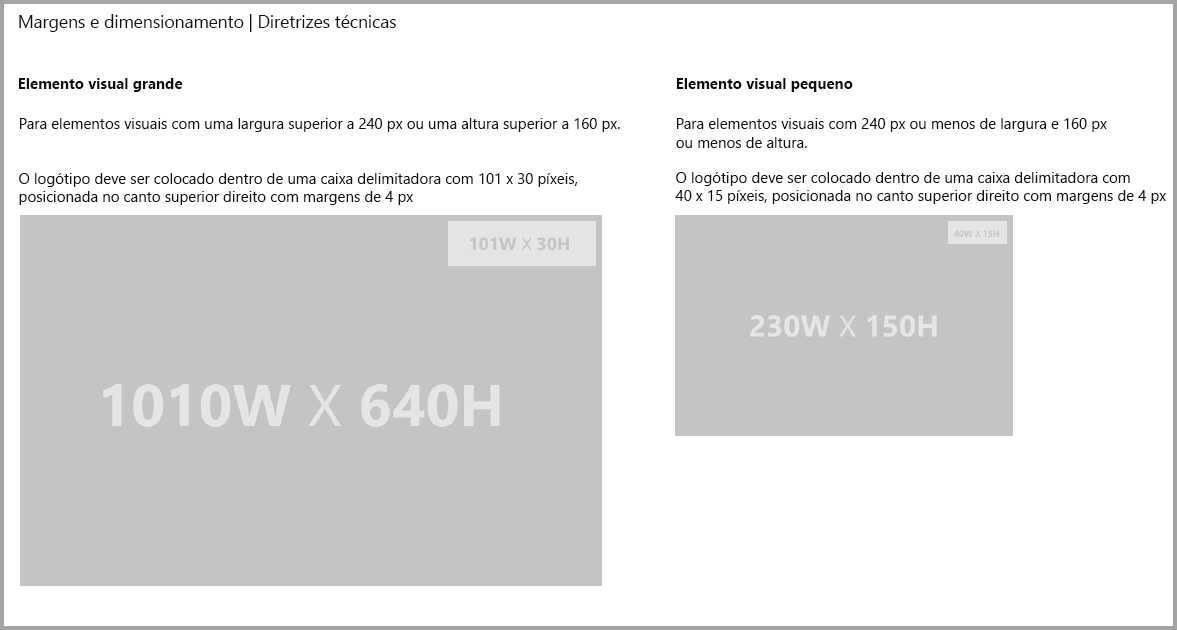 Margens e dimensionamento | Diretrizes técnicas
Elemento visual grande
Para elementos visuais com uma largura superior a 240 px ou uma altura superior a 160 px.
O logótipo deve ser colocado dentro de uma caixa delimitadora com 101 x 30 píxeis,
posicionada no canto superior direito com margens de 4 px
101W X 30H
1010W X 640H
Elemento visual pequeno
Para elementos visuais com 240 px ou menos de largura e 160 px
ou menos de altura.
O logótipo deve ser colocado dentro de uma caixa delimitadora com
40 x 15 píxeis, posicionada no canto superior direito com margens de 4 px
40W X 15H
230W X 150H